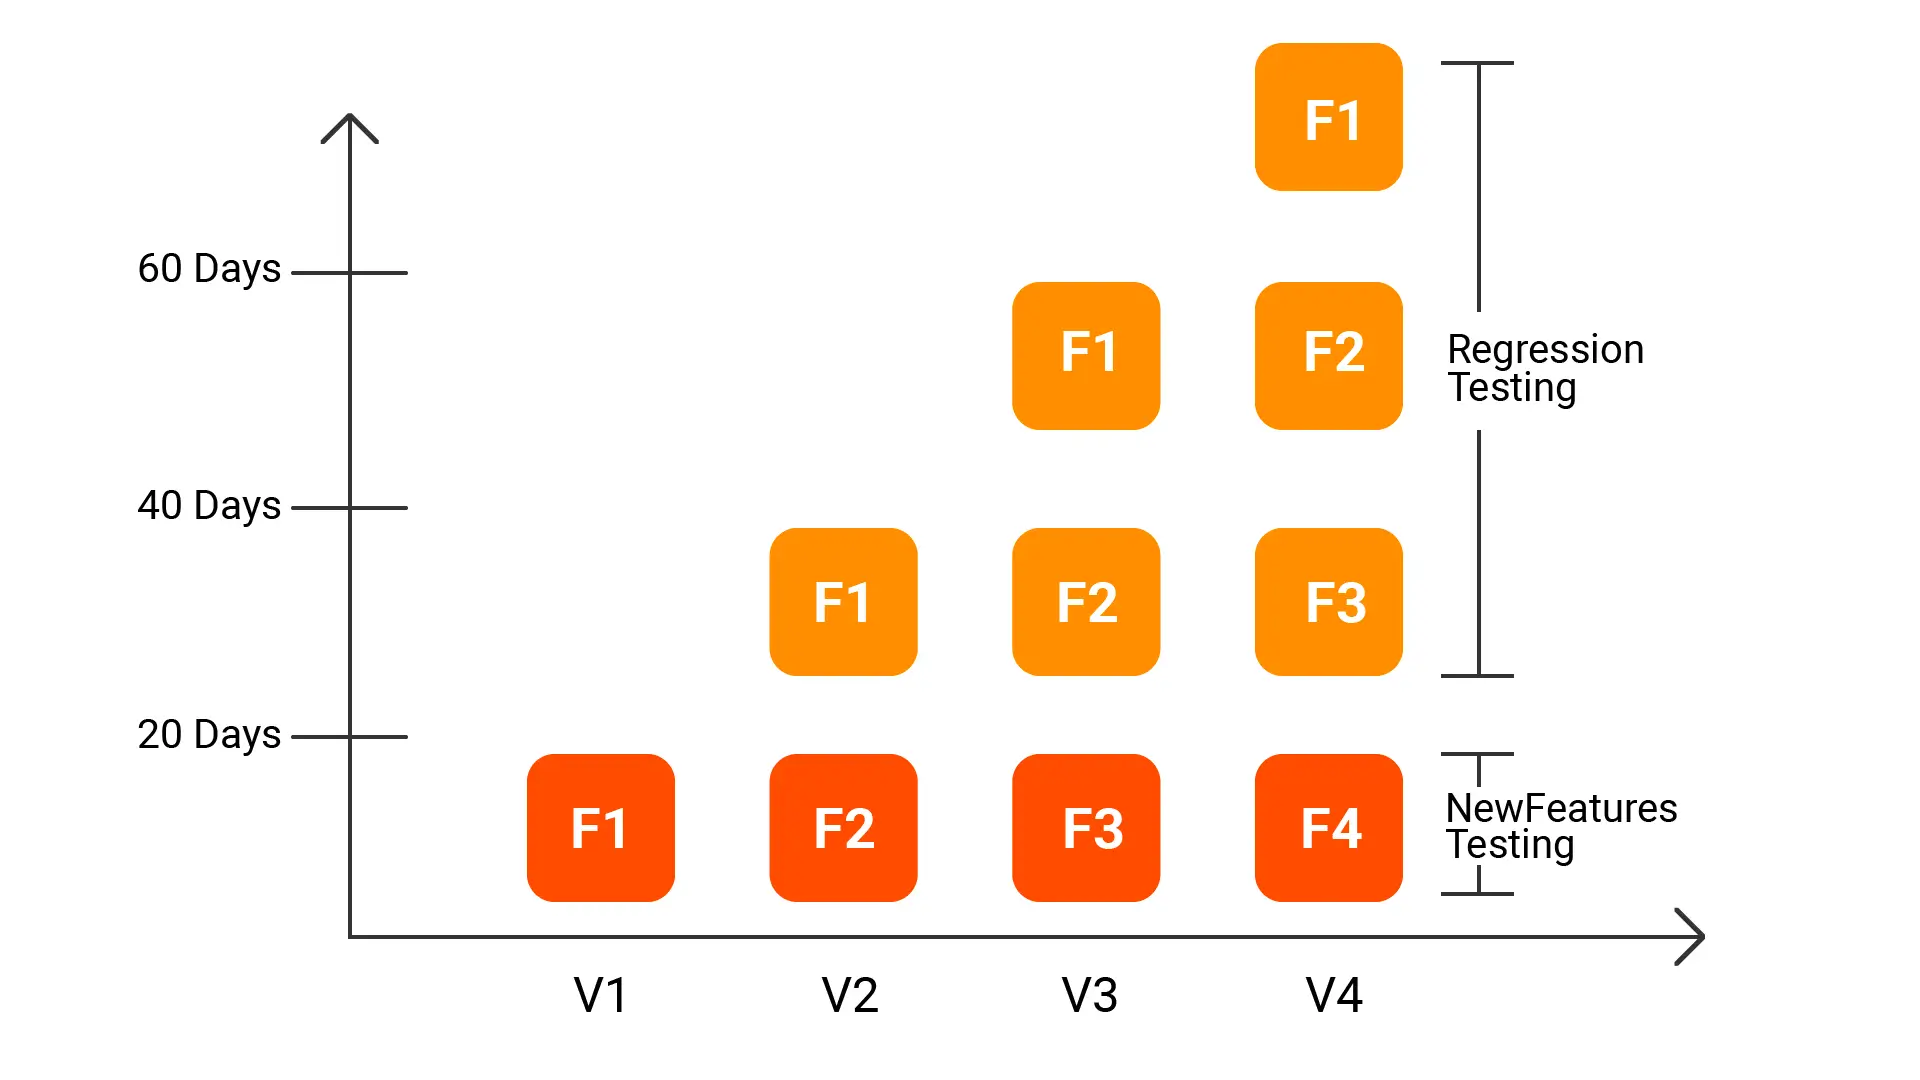 F1
60 Days
F1
F2
Regression
Testing
40 Days
F1
F2
F3
20 Days
F1
F2
F3
F4
NewFeatures
Testing
V1
V2
V3
V4